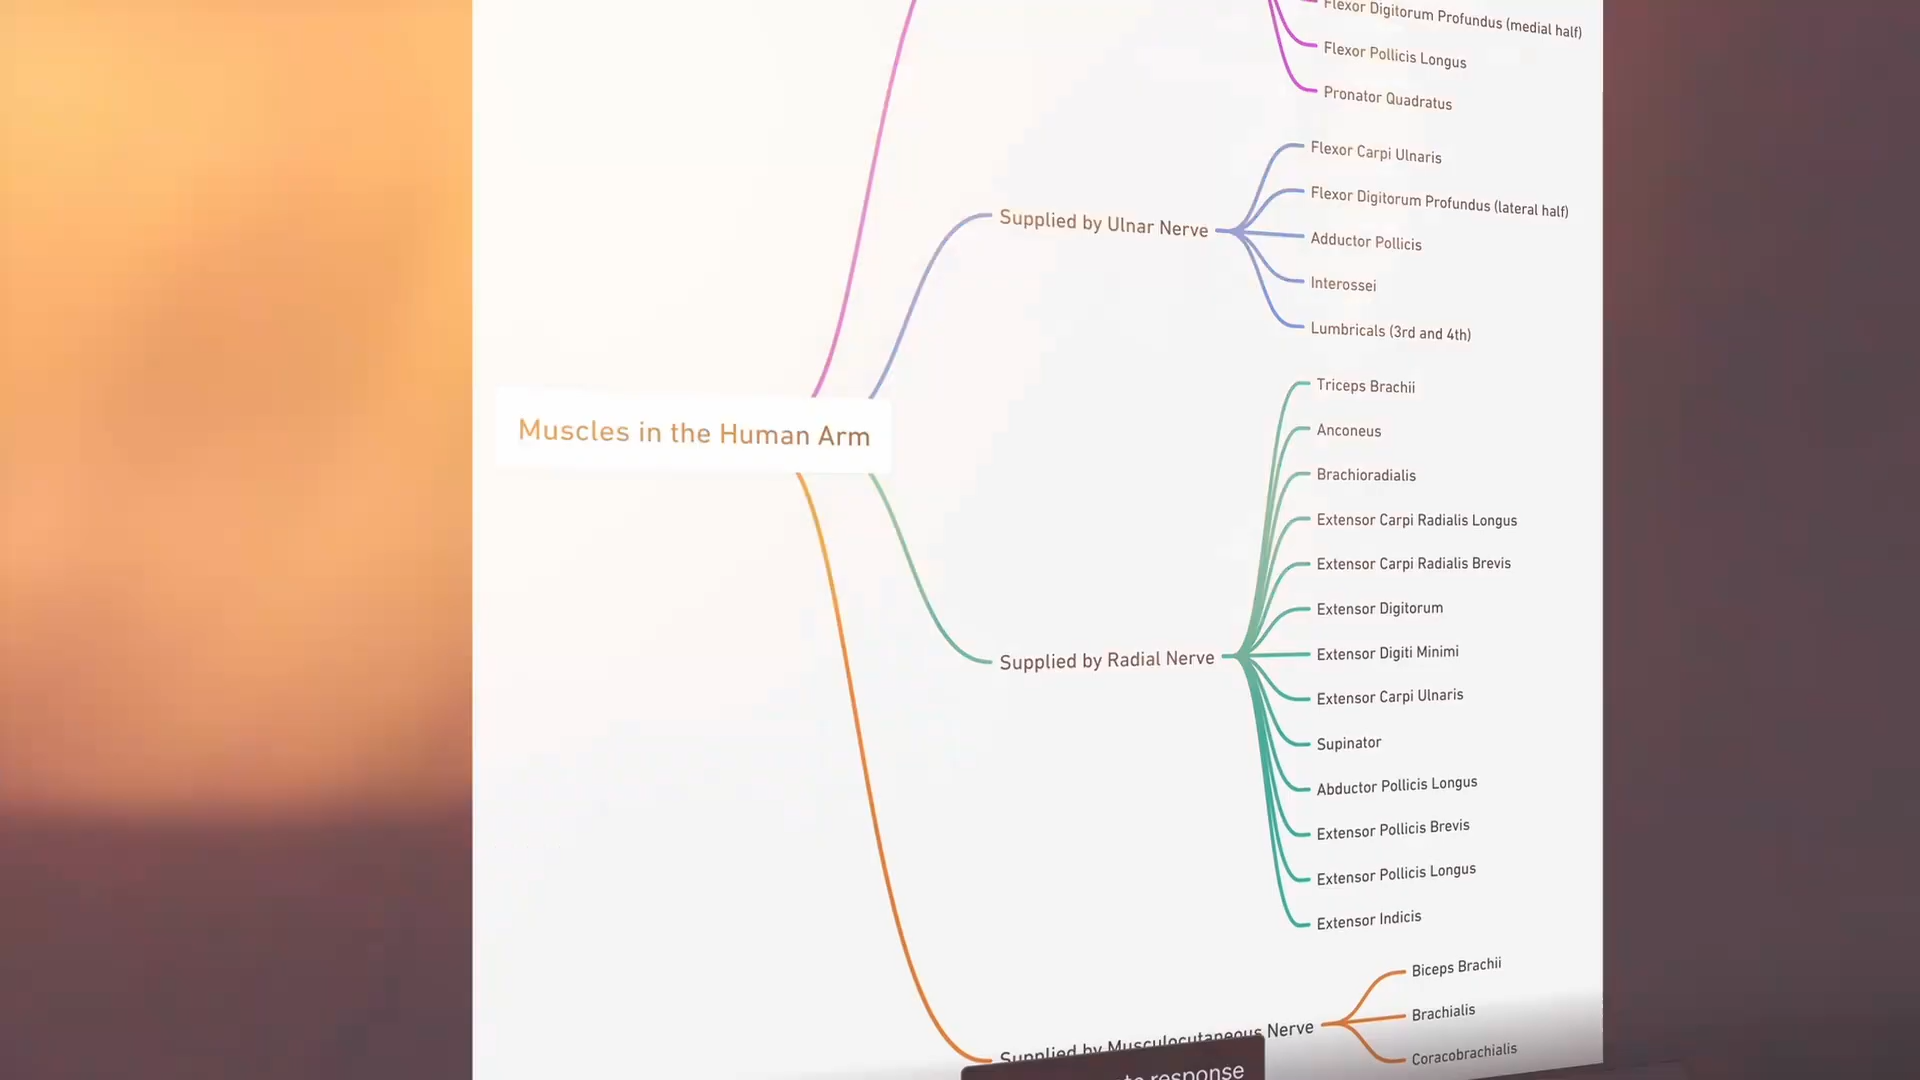 Flexor Digitorum Profundus (medial half)
Flexor Pollicis Longus
Pronator Quadratus
Flexor Carpi Ulnaris
Flexor Digitorum Profundus (lateral half)
Supplied by Ulnar Nerve
Adductor Pollicis
Interossei
Lumbricals (3rd and 4th)
Triceps Brachii
Anconeus
Muscles in the Human Arm
Brachioradialis
Extensor Carpi Radialis Longus
Extensor Carpi Radialis Brevis
Extensor Digitorum
Supplied by Radial Nerve
Extensor Digiti Minimi
Extensor Carpi Ulnaris
Supinator
Abductor Pollicis Longus
Extensor Pollicis Brevis
Extensor Pollicis Longus
Extensor Indicis
Biceps Brachii
Supplied by Musculocutaneous Nerve
Brachialis
Coracobrachialis
response